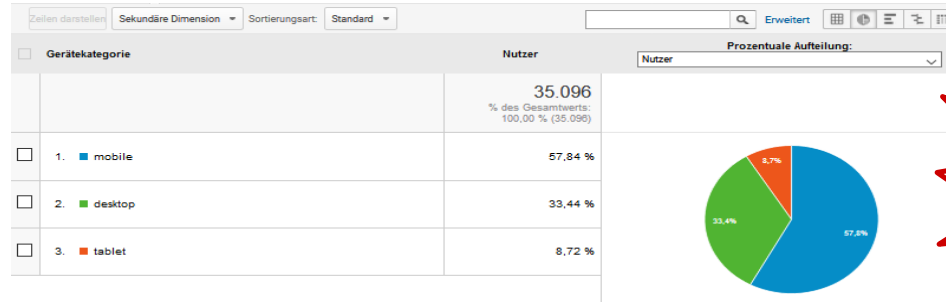 Zeilen darstellen Sekundäre Dimension Sortierungsart: Standard Erweitert
Gerätekategorie Nutzer Prozentuale Aufteilung:
Nutzer
35.096
% des Gesamtwerts:
100,00 % (35.096)
1. mobile 57,84 %
2. desktop 33,44 %
3. tablet 8,72 %
8,7%
33,4%
57,8%